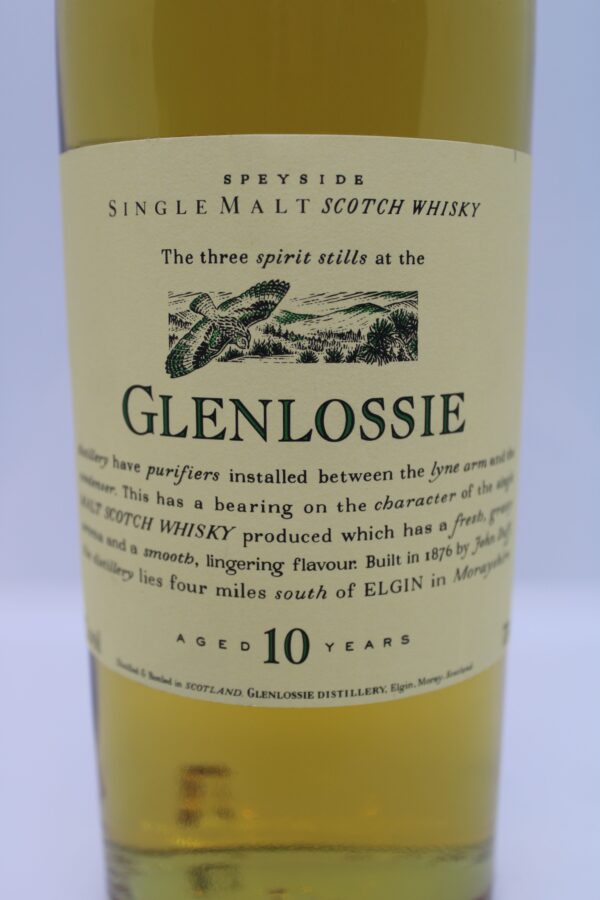 SPEYSIDE
SINGLE MALT SCOTCH WHISKY
The three spirit stills at the
GLENLOSSIE
distillery have purifiers installed between the lyne arm and the
condenser. This has a bearing on the character of the single
MALT SCOTCH WHISKY produced which has a fresh, grassy
aroma and a smooth, lingering flavour. Built in 1876 by John Duff
the distillery lies four miles south of ELGIN in Morayshire
AGED 10 YEARS
Distilled & Bottled in SCOTLAND. GLENLOSSIE DISTILLERY, Elgin, Moray, Scotland